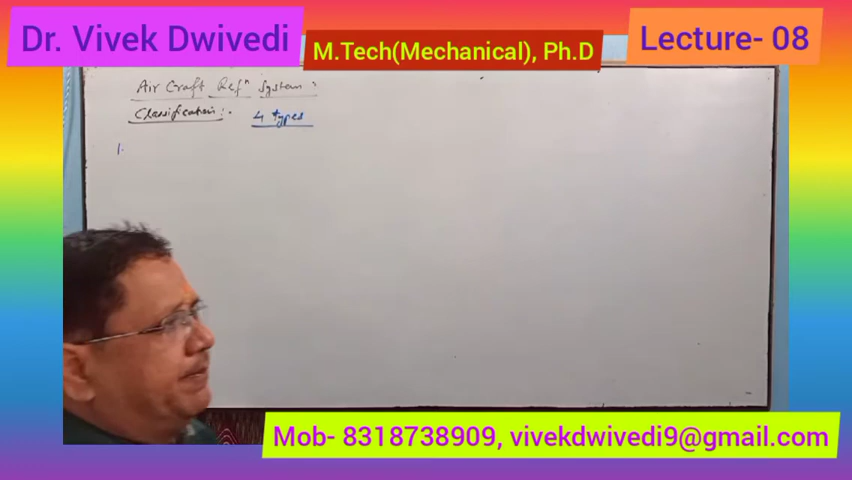 Dr. Vivek Dwivedi
M.Tech(Mechanical), Ph.D
Lecture- 08
Air Craft Refⁿ System :
Classification :-
4 types
1.
Mob- 8318738909, vivekdwivedi9@gmail.com